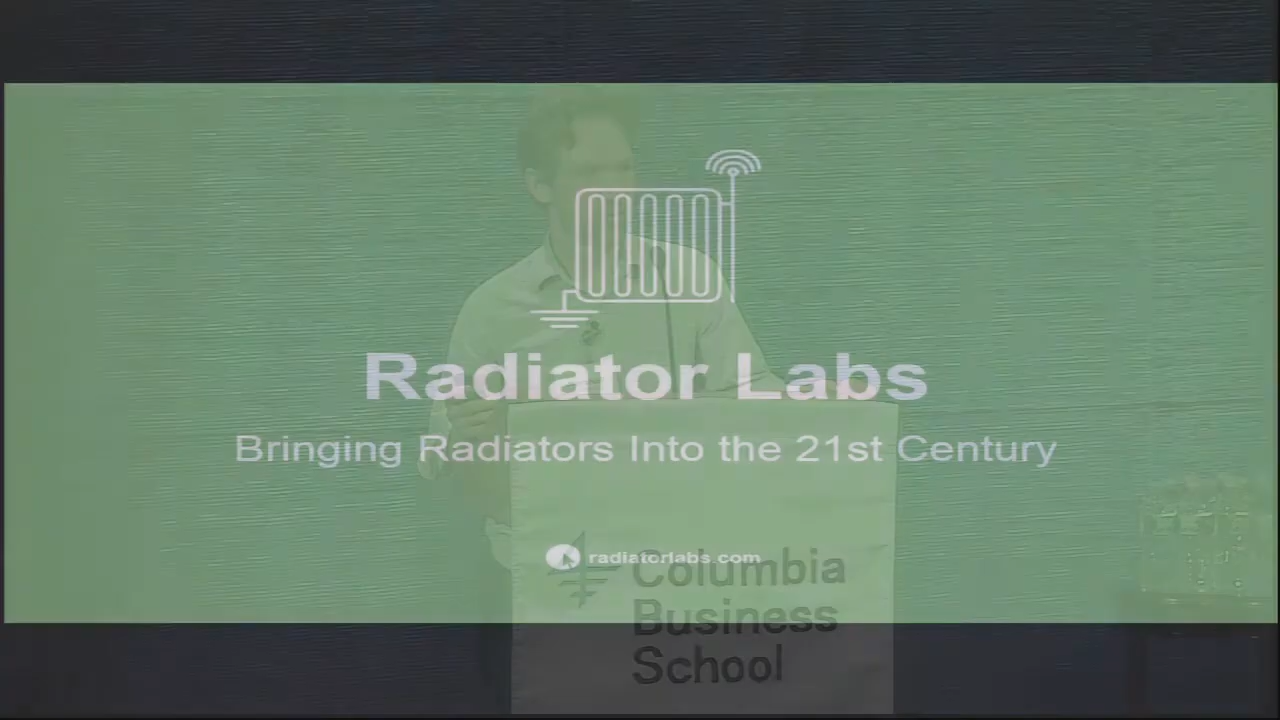 Radiator Labs
Bringing Radiators Into the 21st Century
radiatorlabs.com
Columbia
Business
School